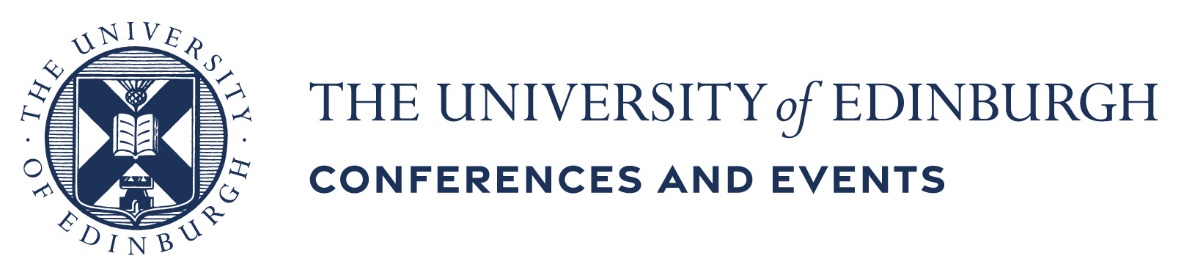 · THE UNIVERSITY ·
OF EDINBURGH
THE UNIVERSITY of EDINBURGH
CONFERENCES AND EVENTS